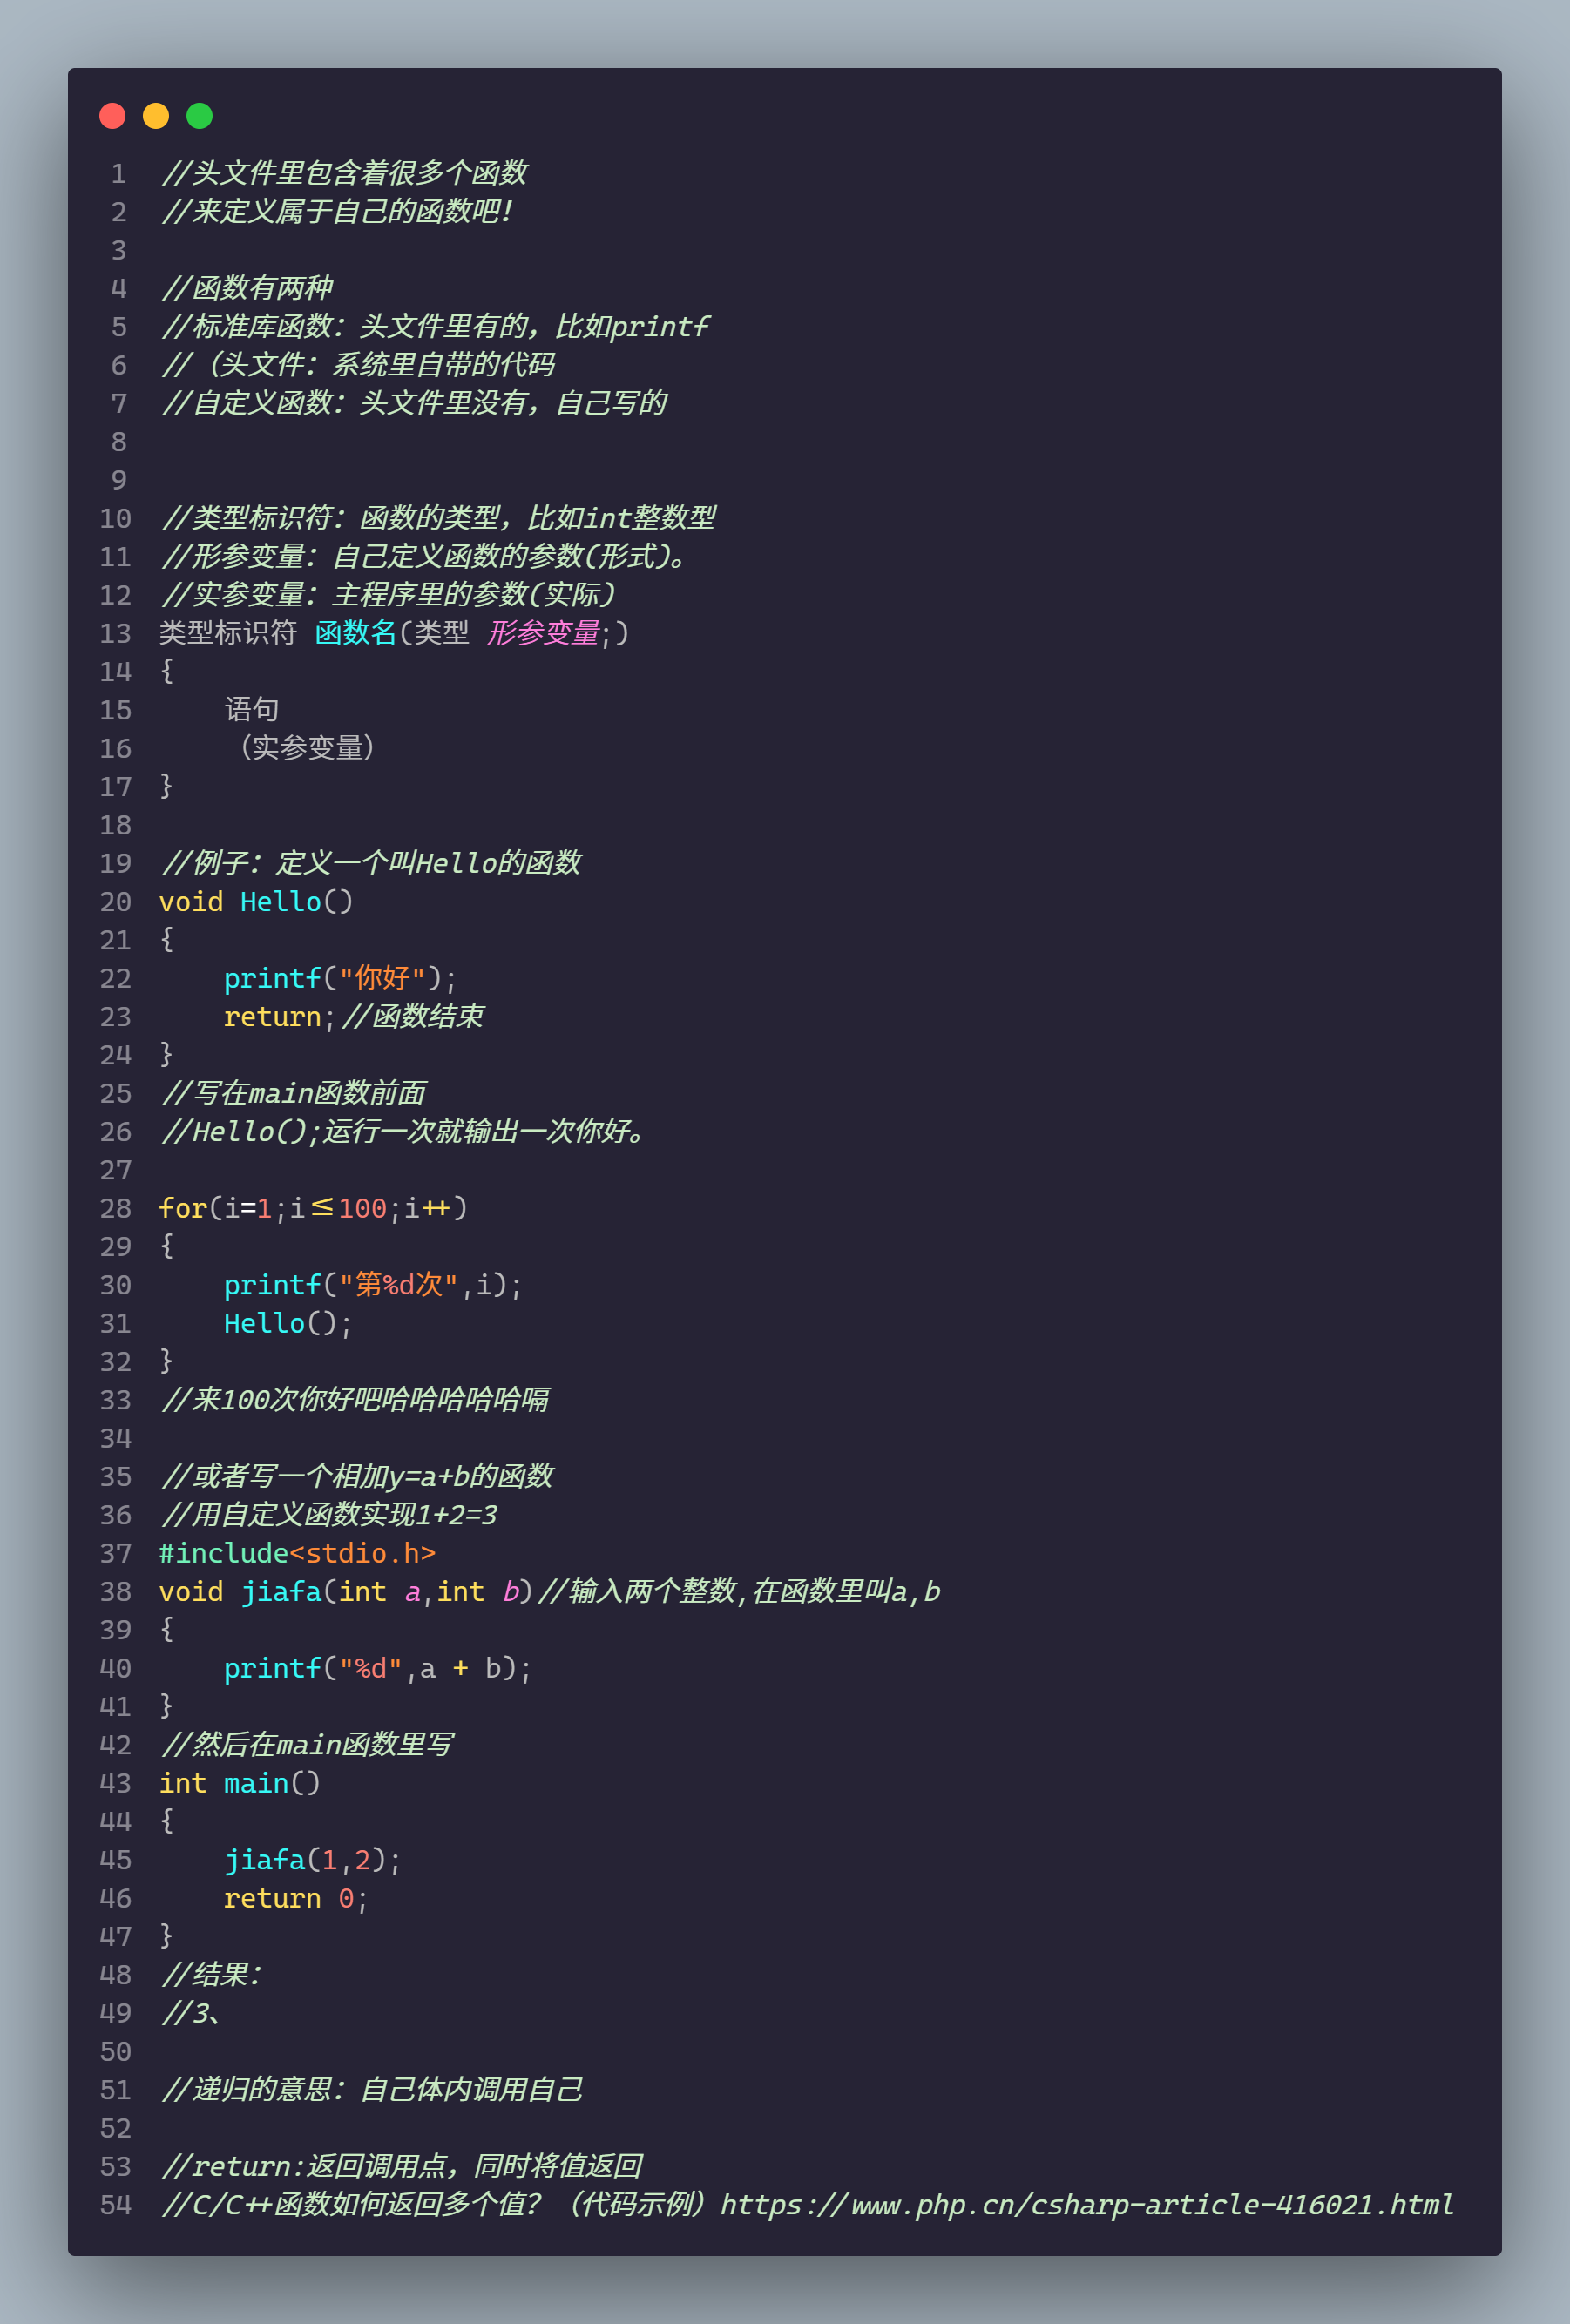 1 //头文件里包含着很多个函数
2 //来定义属于自己的函数吧!
3
4 //函数有两种
5 //标准库函数：头文件里有的，比如printf
6 //（头文件：系统里自带的代码
7 //自定义函数：头文件里没有，自己写的
8
9
10 //类型标识符：函数的类型，比如int整数型
11 //形参变量：自己定义函数的参数(形式)。
12 //实参变量：主程序里的参数(实际)
13 类型标识符 函数名(类型 形参变量;)
14 {
15     语句
16     （实参变量）
17 }
18
19 //例子：定义一个叫Hello的函数
20 void Hello()
21 {
22     printf("你好");
23     return;//函数结束
24 }
25 //写在main函数前面
26 //Hello();运行一次就输出一次你好。
27
28 for(i=1;i<=100;i++)
29 {
30     printf("第%d次",i);
31     Hello();
32 }
33 //来100次你好吧哈哈哈哈哈嗝
34
35 //或者写一个相加y=a+b的函数
36 //用自定义函数实现1+2=3
37 #include<stdio.h>
38 void jiafa(int a,int b)//输入两个整数,在函数里叫a,b
39 {
40     printf("%d",a + b);
41 }
42 //然后在main函数里写
43 int main()
44 {
45     jiafa(1,2);
46     return 0;
47 }
48 //结果：
49 //3、
50
51 //递归的意思：自己体内调用自己
52
53 //return:返回调用点，同时将值返回
54 //C/C++函数如何返回多个值？（代码示例）https://www.php.cn/csharp-article-416021.html